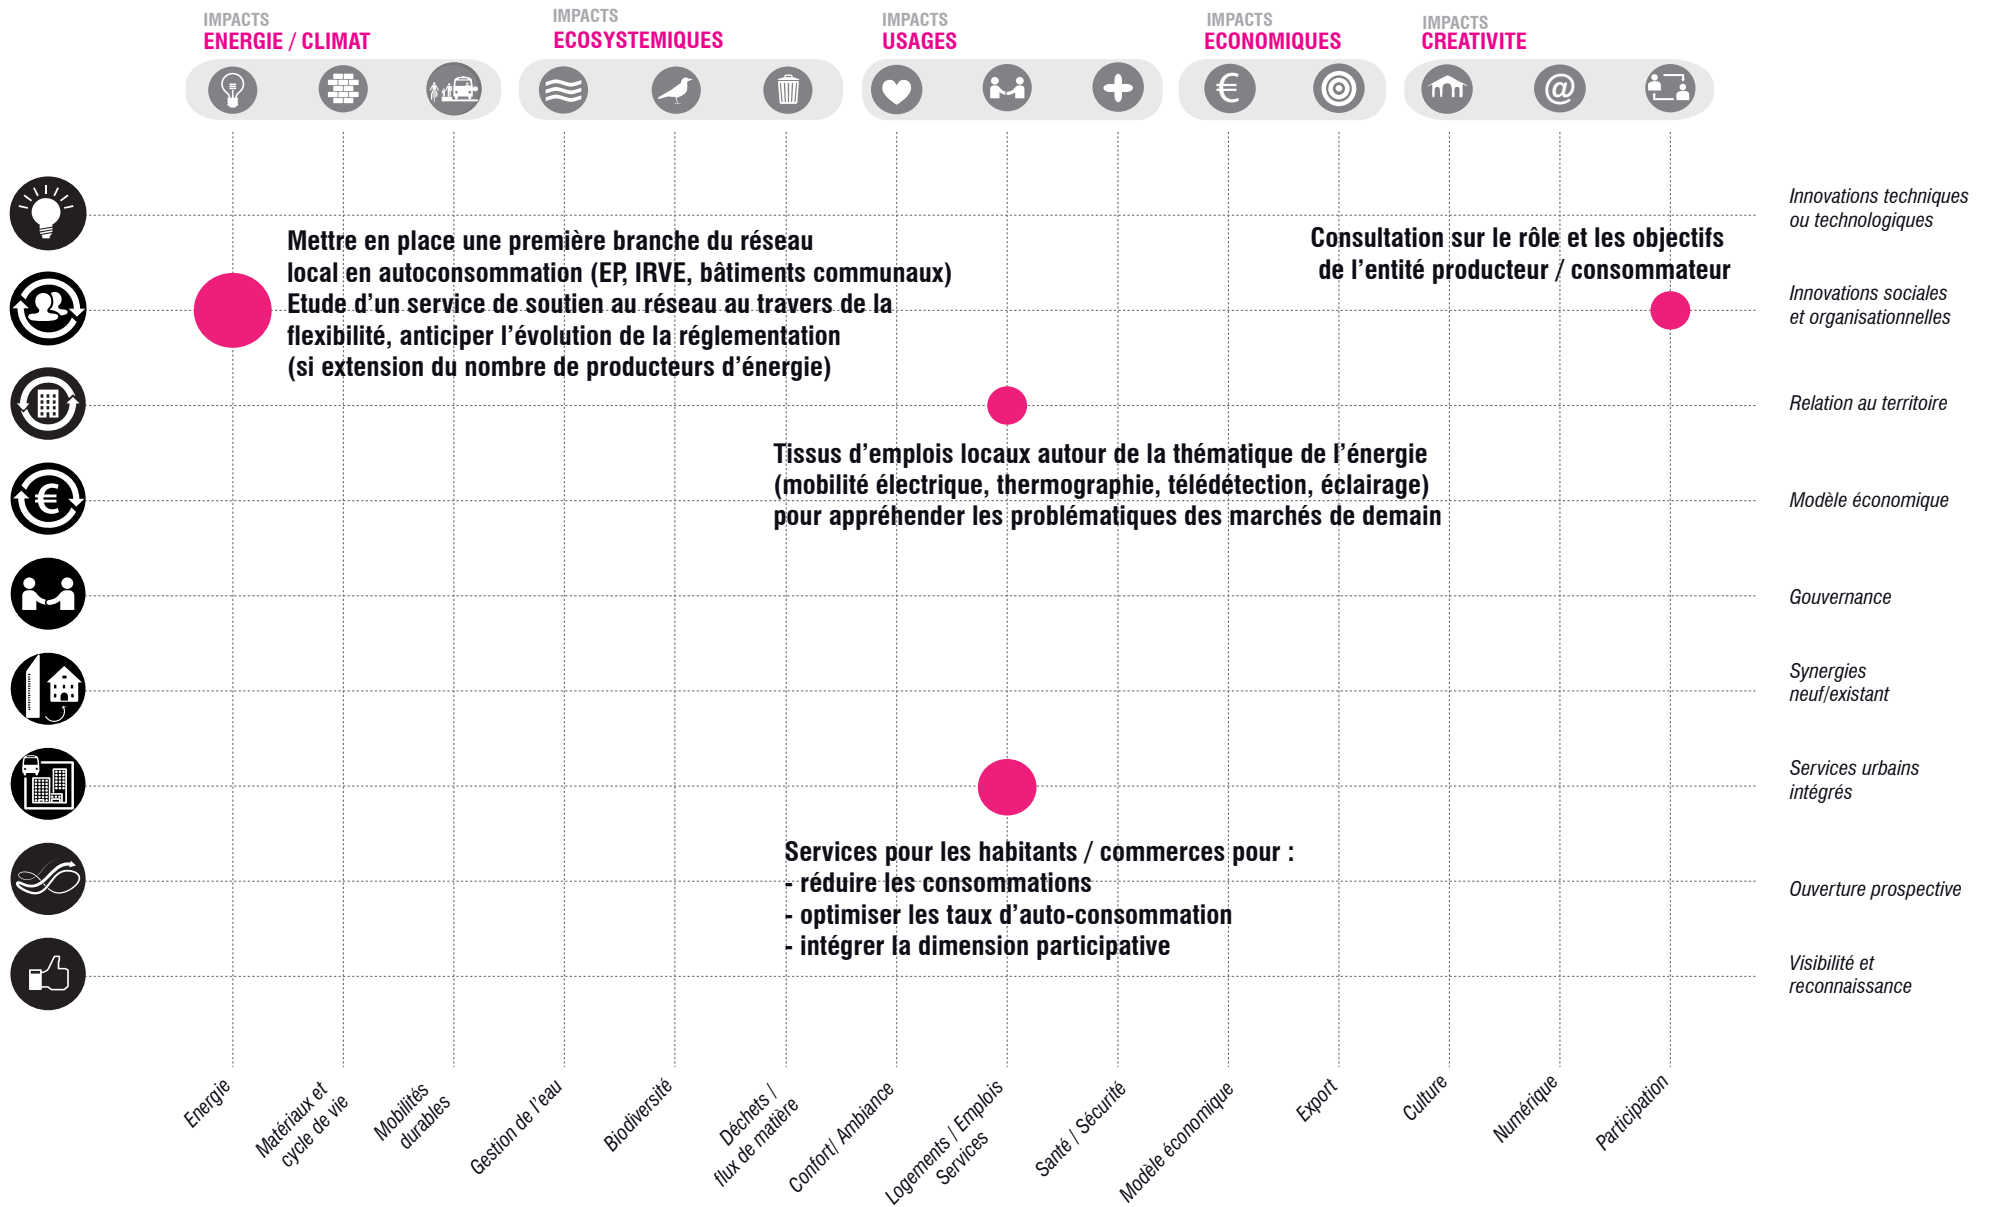 IMPACTS
ENERGIE / CLIMAT
IMPACTS
ECOSYSTEMIQUES
IMPACTS
USAGES
IMPACTS
ECONOMIQUES
IMPACTS
CREATIVITE
€
@
Innovations techniques
ou technologiques
Mettre en place une première branche du réseau
local en autoconsommation (EP, IRVE, bâtiments communaux)
Etude d'un service de soutien au réseau au travers de la
flexibilité, anticiper l'évolution de la réglementation
(si extension du nombre de producteurs d'énergie)
Consultation sur le rôle et les objectifs
de l'entité producteur / consommateur
Innovations sociales
et organisationnelles
Relation au territoire
Tissus d'emplois locaux autour de la thématique de l'énergie
(mobilité électrique, thermographie, télédétection, éclairage)
pour appréhender les problématiques des marchés de demain
€
Modèle économique
Gouvernance
Synergies
neuf/existant
Services urbains
intégrés
Services pour les habitants / commerces pour :
- réduire les consommations
- optimiser les taux d'auto-consommation
- intégrer la dimension participative
Ouverture prospective
Visibilité et
reconnaissance
Energie
Matériaux et
cycle de vie
Mobilités
durables
Gestion de l'eau
Biodiversité
Déchets /
flux de matière
Confort/ Ambiance
Logements / Emplois
Services
Santé / Sécurité
Modèle économique
Export
Culture
Numérique
Participation